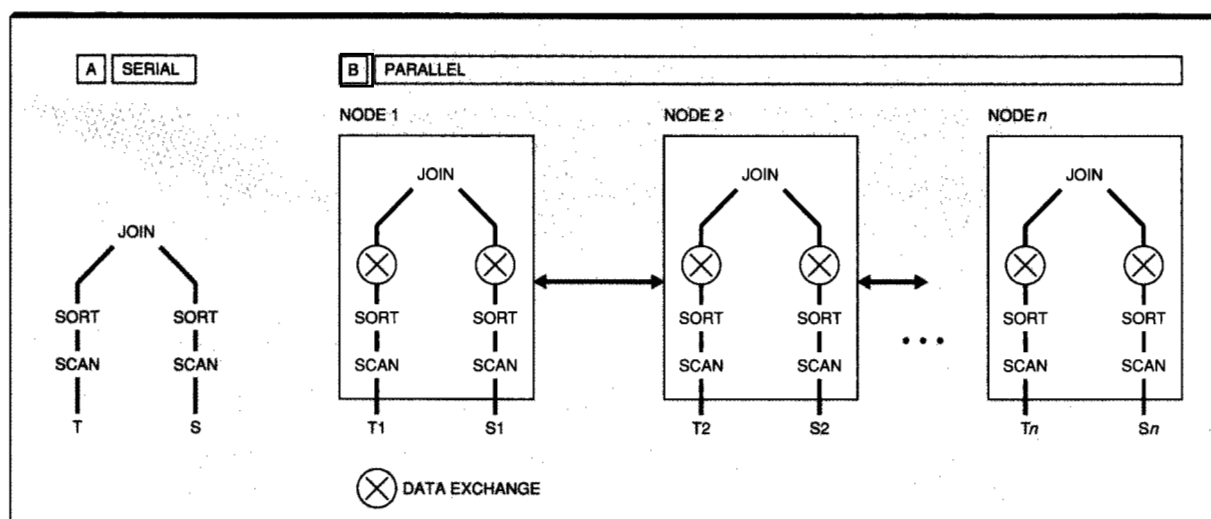 A SERIAL
B PARALLEL
NODE 1 NODE 2 NODE n
JOIN JOIN JOIN
JOIN
SORT SORT SORT SORT SORT SORT SORT SORT
SCAN SCAN SCAN SCAN SCAN SCAN SCAN SCAN
...
T S T1 S1 T2 S2 Tn Sn
DATA EXCHANGE